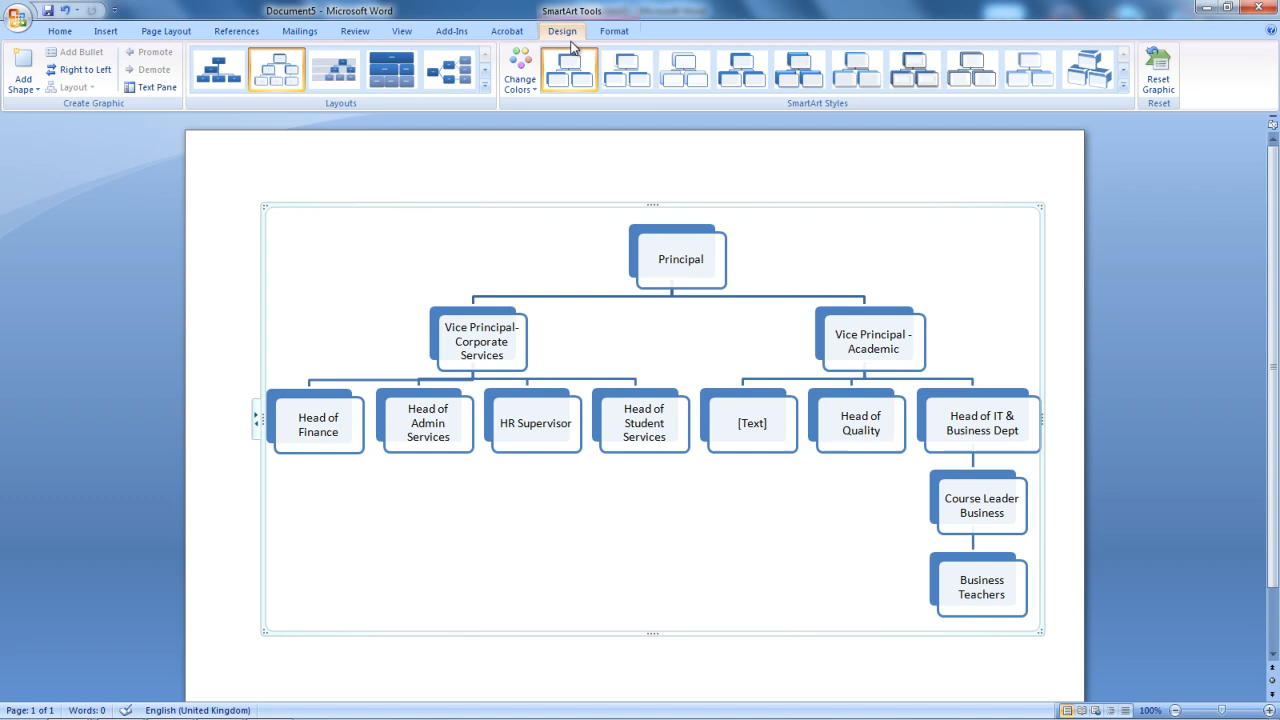 Document5 - Microsoft Word
SmartArt Tools
Home Insert Page Layout References Mailings Review View Add-Ins Acrobat Design Format
Add Shape
Add Bullet
Right to Left
Layout
Promote
Demote
Text Pane
Create Graphic
Layouts
Change Colors
SmartArt Styles
Reset Graphic
Reset
Principal
Vice Principal-
Corporate
Services
Vice Principal -
Academic
Head of
Finance
Head of
Admin
Services
HR Supervisor
Head of
Student
Services
[Text]
Head of
Quality
Head of IT &
Business Dept
Course Leader
Business
Business
Teachers
Page: 1 of 1 Words: 0 English (United Kingdom) 100%